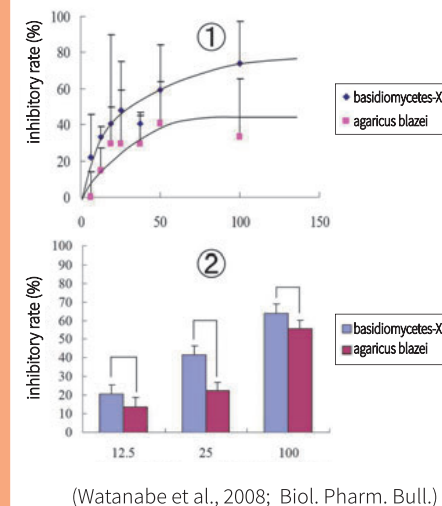 inhibitory rate (%)
①
100
80
60
40
20
0
0 50 100 150
basidiomycetes-X
agaricus blazei
inhibitory rate (%)
②
100
90
80
70
60
50
40
30
20
10
0
12.5 25 100
basidiomycetes-X
agaricus blazei
(Watanabe et al., 2008; Biol. Pharm. Bull.)